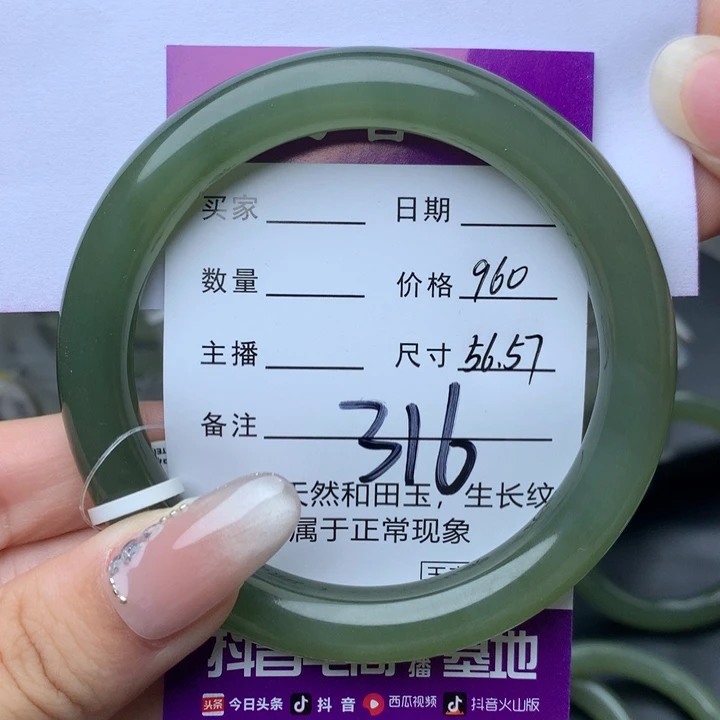 买家 日期
数量 价格 960
主播 尺寸 56.57
备注 316
天然和田玉，生长纹
属于正常现象
抖音电商直播基地
头条 今日头条 抖音 西瓜视频 抖音火山版